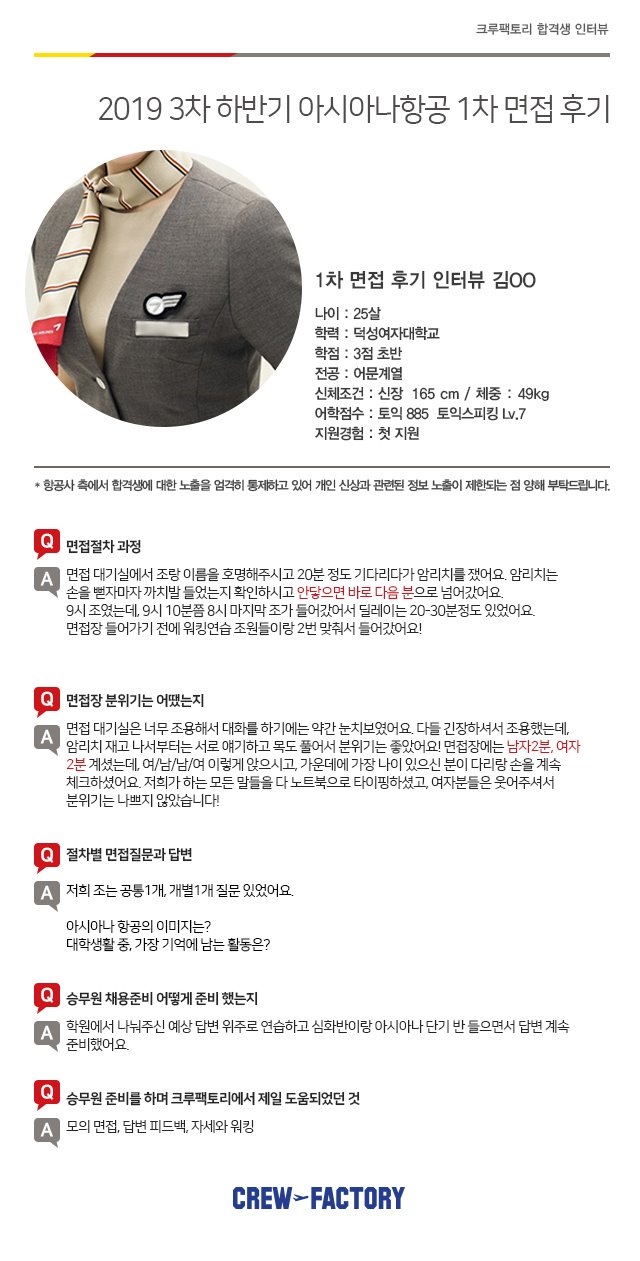 크루팩토리 합격생 인터뷰
2019 3차 하반기 아시아나항공 1차 면접 후기
1차 면접 후기 인터뷰 김OO
나이 : 25살
학력 : 덕성여자대학교
학점 : 3점 초반
전공 : 어문계열
신체조건 : 신장 165 cm / 체중 : 49kg
어학점수 : 토익 885 토익스피킹 Lv.7
지원경험 : 첫 지원
* 항공사 측에서 합격생에 대한 노출을 엄격히 통제하고 있어 개인 신상과 관련된 정보 노출이 제한되는 점 양해 부탁드립니다.
Q 면접절차 과정
A 면접 대기실에서 조랑 이름을 호명해주시고 20분 정도 기다리다가 암리치를 쟀어요. 암리치는
손을 뻗자마자 까치발 들었는지 확인하시고 안닿으면 바로 다음 분으로 넘어갔어요.
9시 조였는데, 9시 10분쯤 8시 마지막 조가 들어갔어서 딜레이는 20-30분정도 있었어요.
면접장 들어가기 전에 워킹연습 조원들이랑 2번 맞춰서 들어갔어요!
Q 면접장 분위기는 어땠는지
A 면접 대기실은 너무 조용해서 대화를 하기에는 약간 눈치보였어요. 다들 긴장하셔서 조용했는데,
암리치 재고 나서부터는 서로 얘기하고 목도 풀어서 분위기는 좋았어요! 면접장에는 남자2분, 여자
2분 계셨는데, 여/남/남/여 이렇게 앉으시고, 가운데에 가장 나이 있으신 분이 다리랑 손을 계속
체크하셨어요. 저희가 하는 모든 말들을 다 노트북으로 타이핑하셨고, 여자분들은 웃어주셔서
분위기는 나쁘지 않았습니다!
Q 절차별 면접질문과 답변
A 저희 조는 공통1개, 개별1개 질문 있었어요.
아시아나 항공의 이미지는?
대학생활 중, 가장 기억에 남는 활동은?
Q 승무원 채용준비 어떻게 준비 했는지
A 학원에서 나눠주신 예상 답변 위주로 연습하고 심화반이랑 아시아나 단기 반 들으면서 답변 계속
준비했어요.
Q 승무원 준비를 하며 크루팩토리에서 제일 도움되었던 것
A 모의 면접, 답변 피드백, 자세와 워킹
CREW FACTORY